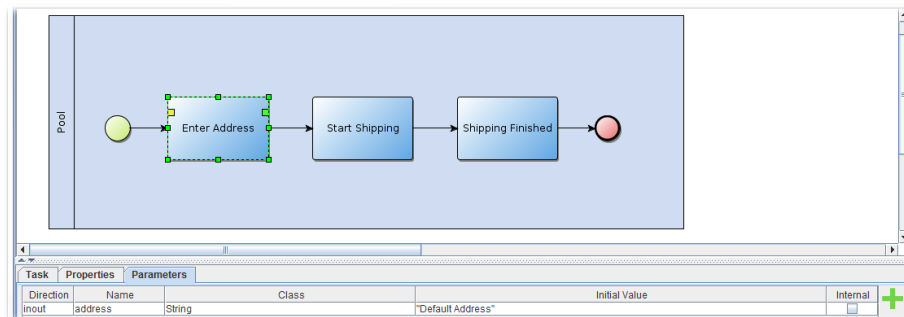 Pool
Enter Address
Start Shipping
Shipping Finished
Task Properties Parameters
Direction Name Class Initial Value Internal
inout address String "Default Address"